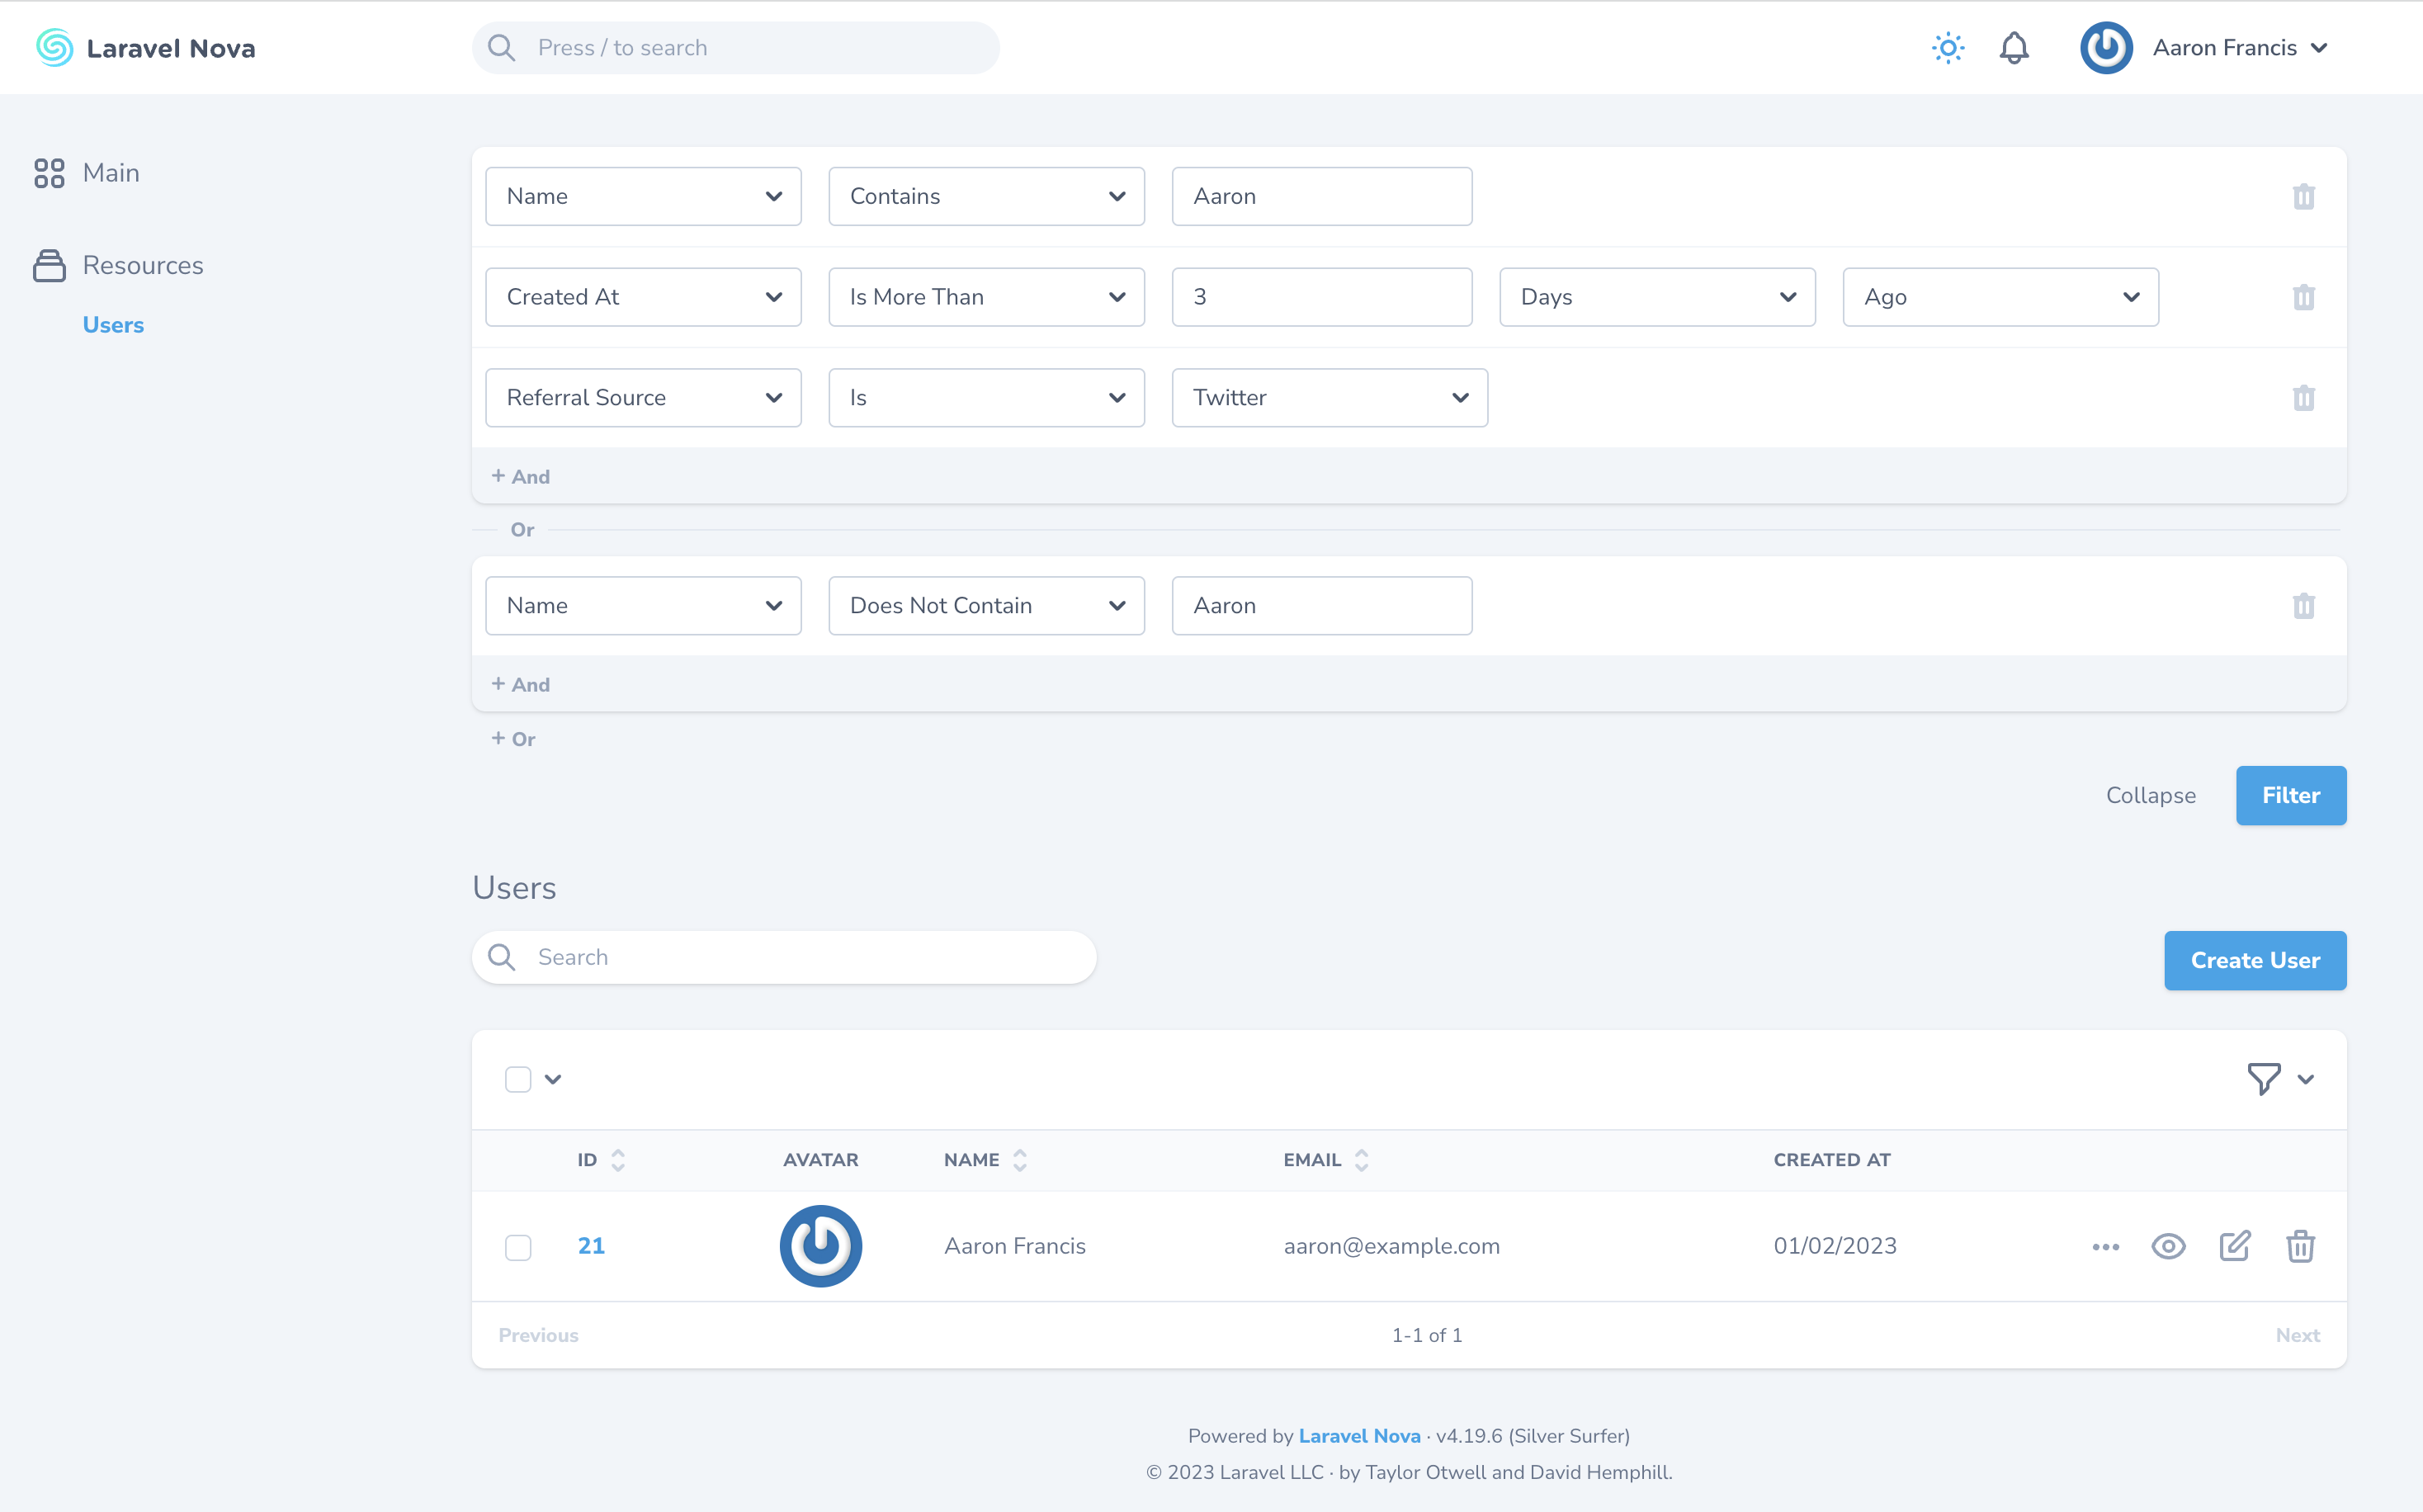 Laravel Nova
Press / to search
Aaron Francis
Main
Resources
Users
Name Contains Aaron
Created At Is More Than 3 Days Ago
Referral Source Is Twitter
+ And
Or
Name Does Not Contain Aaron
+ And
+ Or
Collapse Filter
Users
Search
Create User
ID AVATAR NAME EMAIL CREATED AT
21 Aaron Francis aaron@example.com 01/02/2023
Previous 1-1 of 1 Next
Powered by Laravel Nova · v4.19.6 (Silver Surfer)
© 2023 Laravel LLC · by Taylor Otwell and David Hemphill.